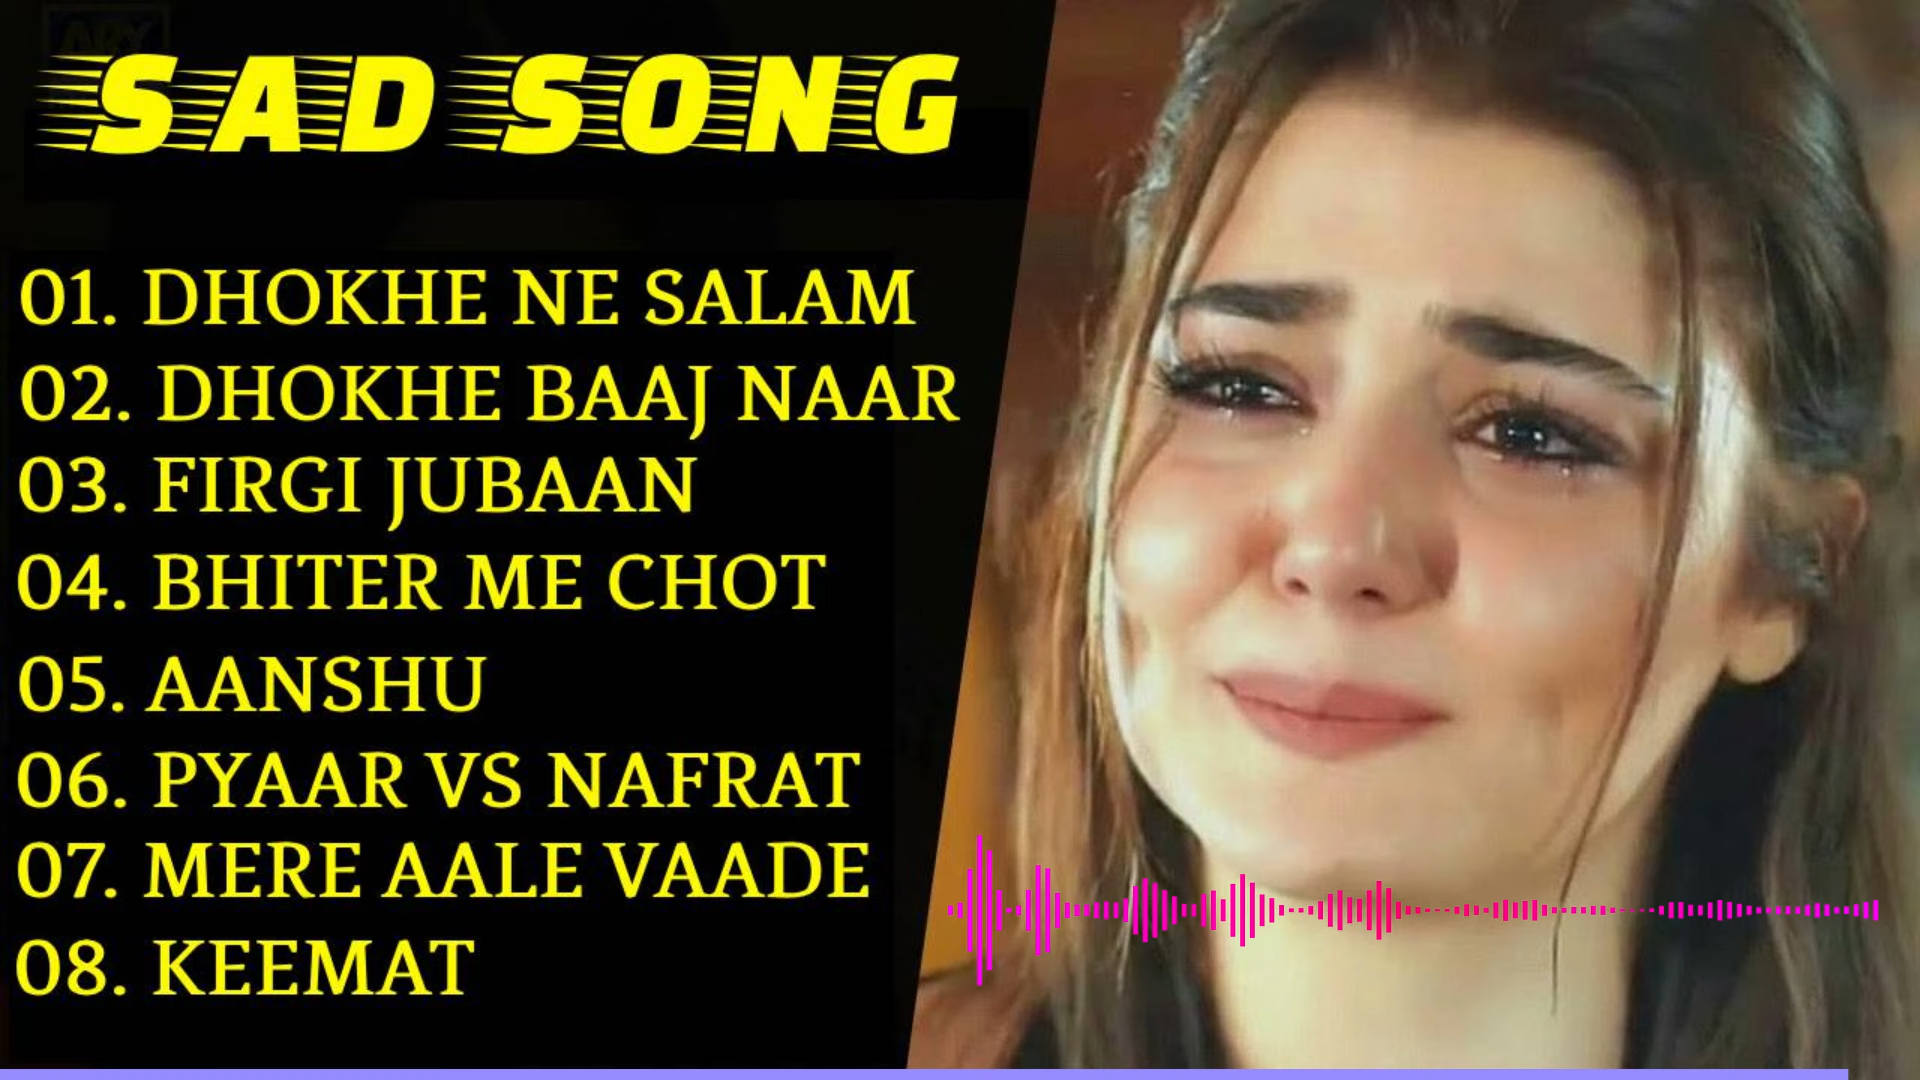 SAD SONG
01. DHOKHE NE SALAM
02. DHOKHE BAAJ NAAR
03. FIRGI JUBAAN
04. BHITER ME CHOT
05. AANSHU
06. PYAAR VS NAFRAT
07. MERE AALE VAADE
08. KEEMAT